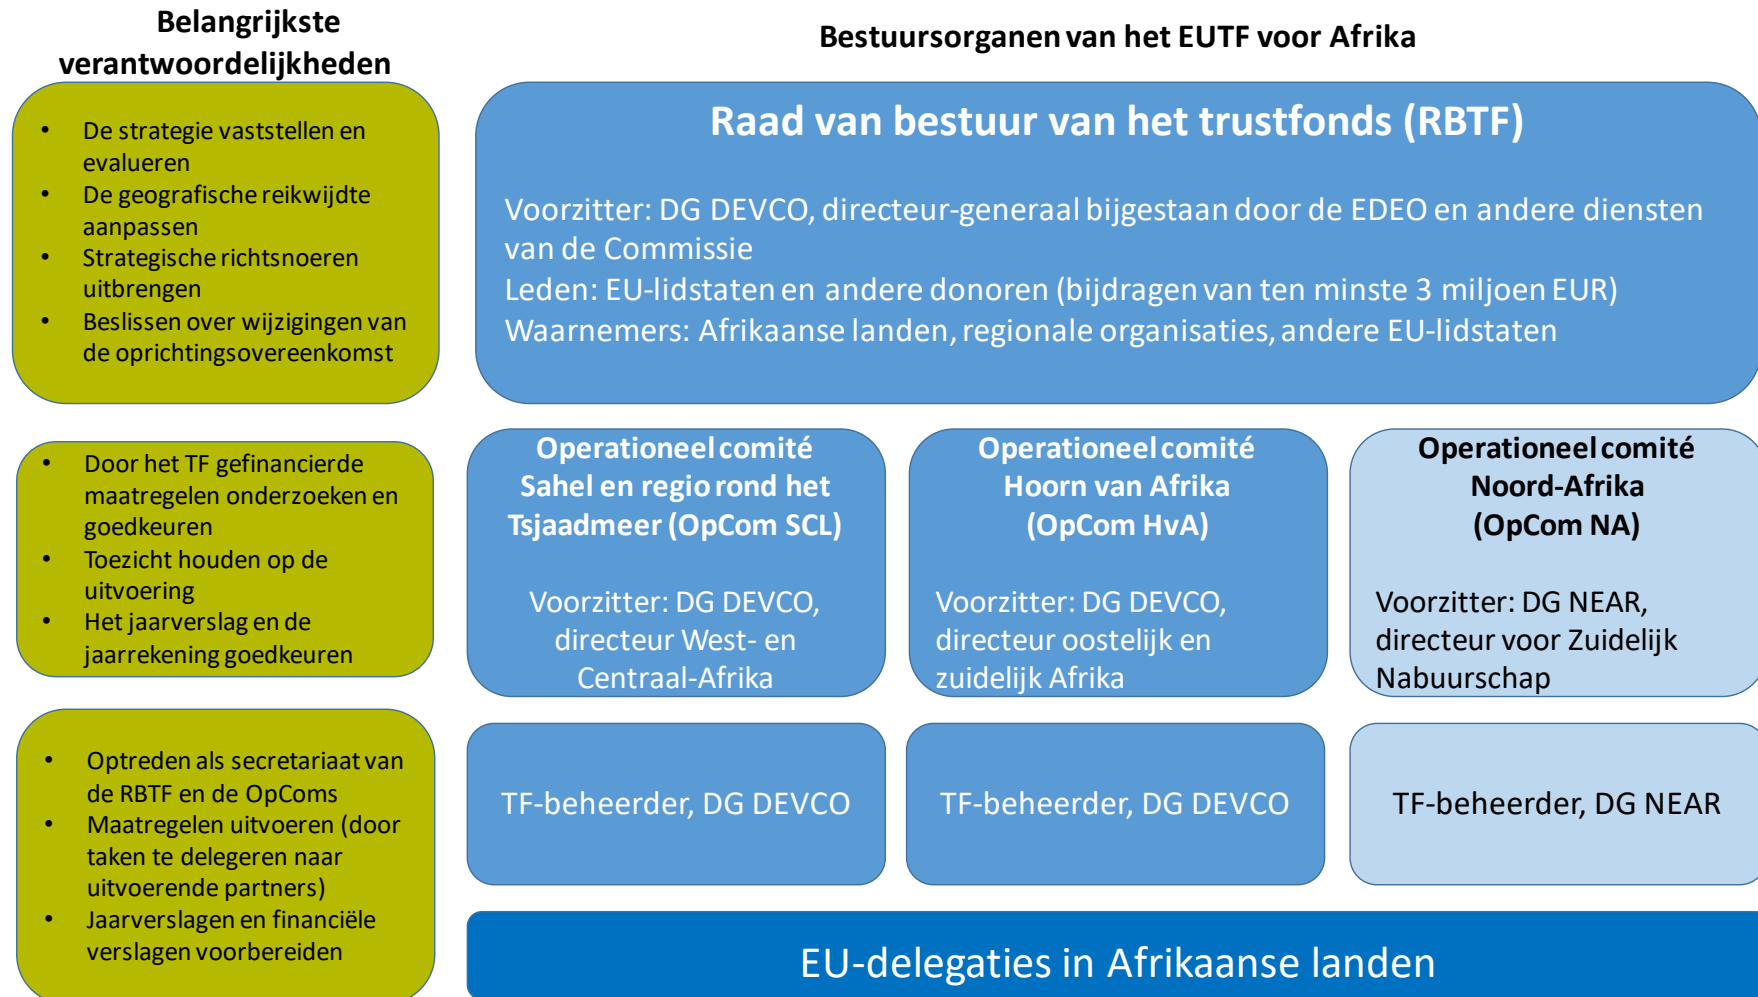 Belangrijkste
verantwoordelijkheden
Bestuursorganen van het EUTF voor Afrika
• De strategie vaststellen en
evalueren
• De geografische reikwijdte
aanpassen
• Strategische richtsnoeren
uitbrengen
• Beslissen over wijzigingen van
de oprichtingsovereenkomst
Raad van bestuur van het trustfonds (RBTF)
Voorzitter: DG DEVCO, directeur-generaal bijgestaan door de EDEO en andere diensten
van de Commissie
Leden: EU-lidstaten en andere donoren (bijdragen van ten minste 3 miljoen EUR)
Waarnemers: Afrikaanse landen, regionale organisaties, andere EU-lidstaten
• Door het TF gefinancierde
maatregelen onderzoeken en
goedkeuren
• Toezicht houden op de
uitvoering
• Het jaarverslag en de
jaarrekening goedkeuren
Operationeel comité
Sahel en regio rond het
Tsjaadmeer (OpCom SCL)
Voorzitter: DG DEVCO,
directeur West- en
Centraal-Afrika
Operationeel comité
Hoorn van Afrika
(OpCom HvA)
Voorzitter: DG DEVCO,
directeur oostelijk en
zuidelijk Afrika
Operationeel comité
Noord-Afrika
(OpCom NA)
Voorzitter: DG NEAR,
directeur voor Zuidelijk
Nabuurschap
• Optreden als secretariaat van
de RBTF en de OpComs
• Maatregelen uitvoeren (door
taken te delegeren naar
uitvoerende partners)
• Jaarverslagen en financiële
verslagen voorbereiden
TF-beheerder, DG DEVCO
TF-beheerder, DG DEVCO
TF-beheerder, DG NEAR
EU-delegaties in Afrikaanse landen